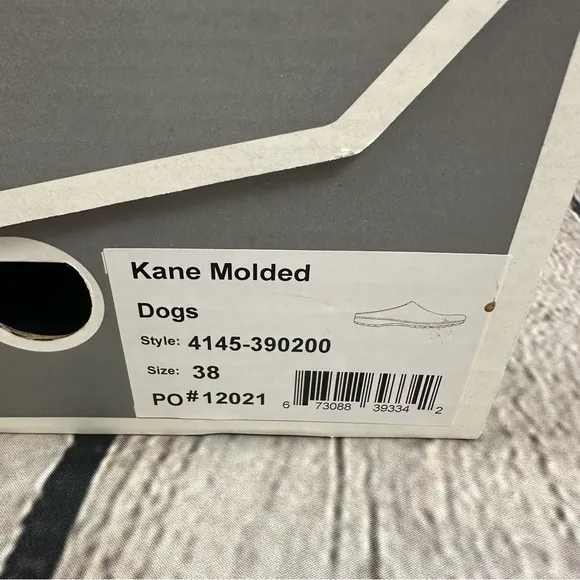 Kane Molded
Dogs
Style: 4145-390200
Size: 38
PO#12021
6 73088 39334 2